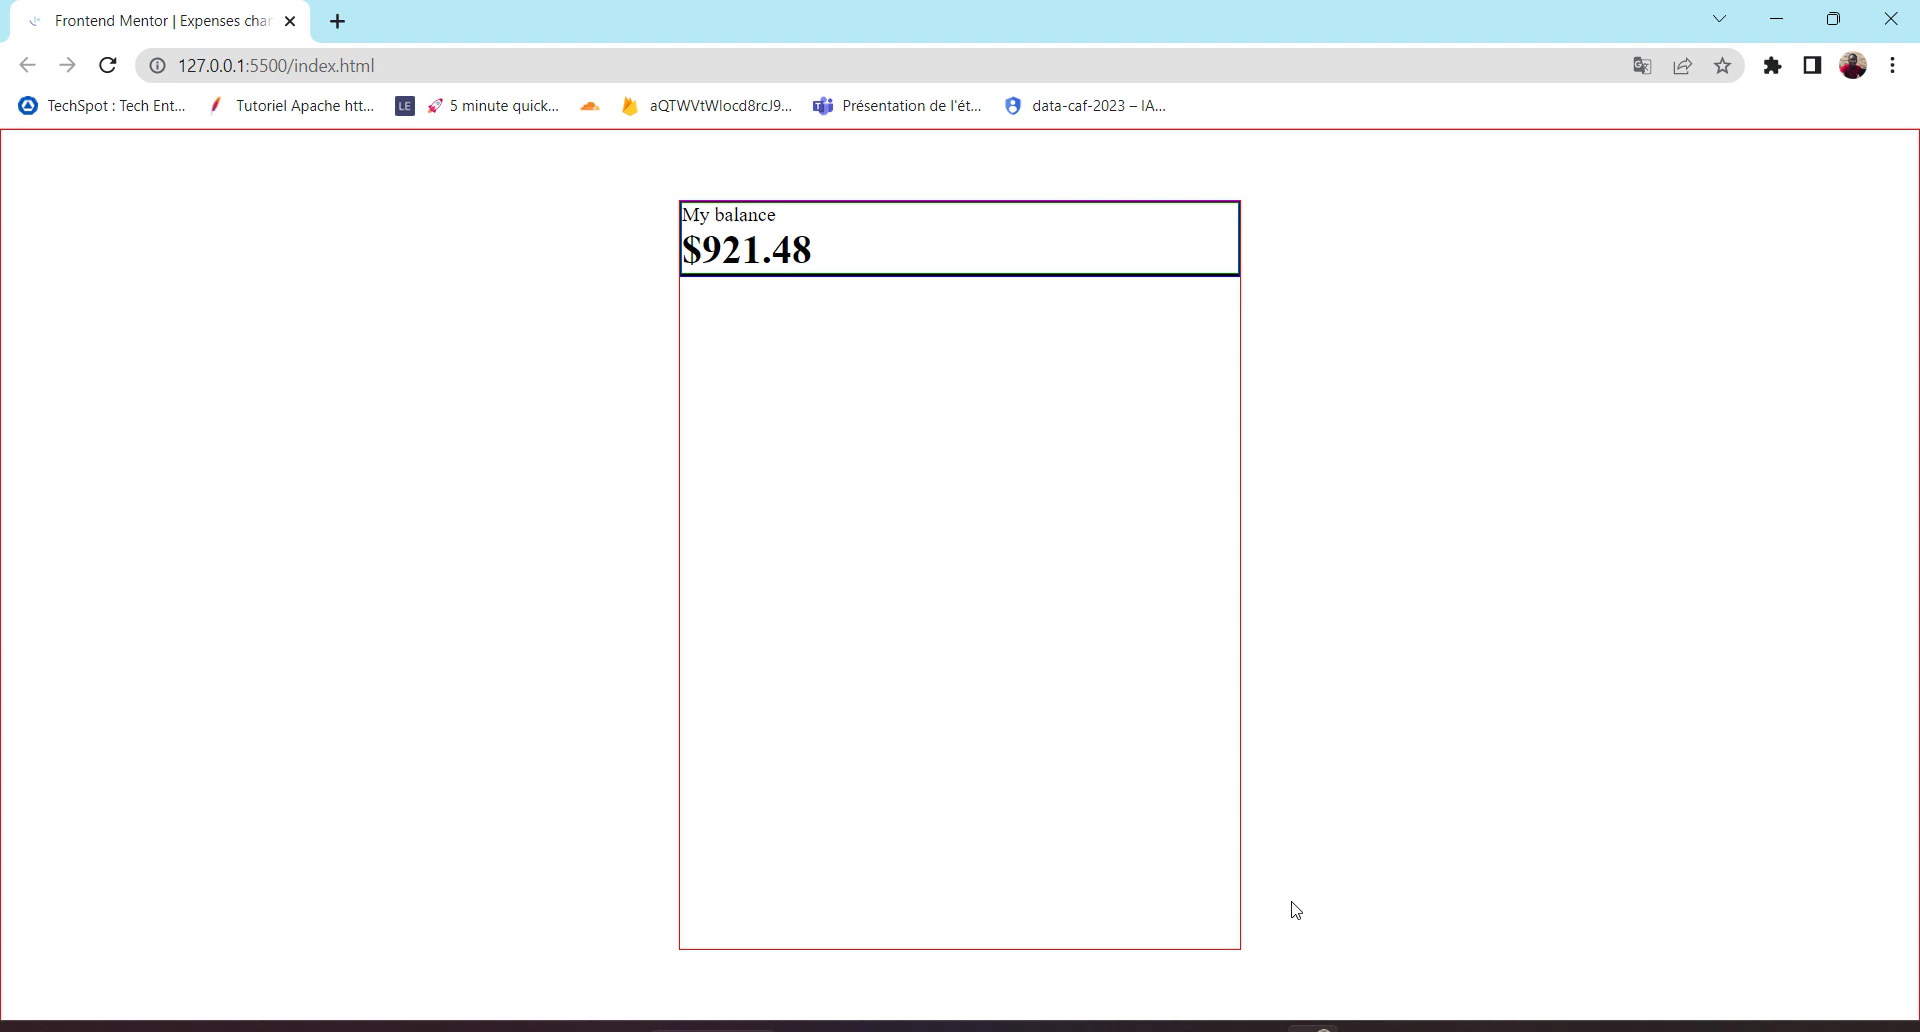 Frontend Mentor | Expenses char
127.0.0.1:5500/index.html
TechSpot : Tech Ent... Tutoriel Apache htt... LE 5 minute quick... aQTWVtWlocd8rcJ9... Présentation de l'ét... data-caf-2023 – IA...
My balance
$921.48